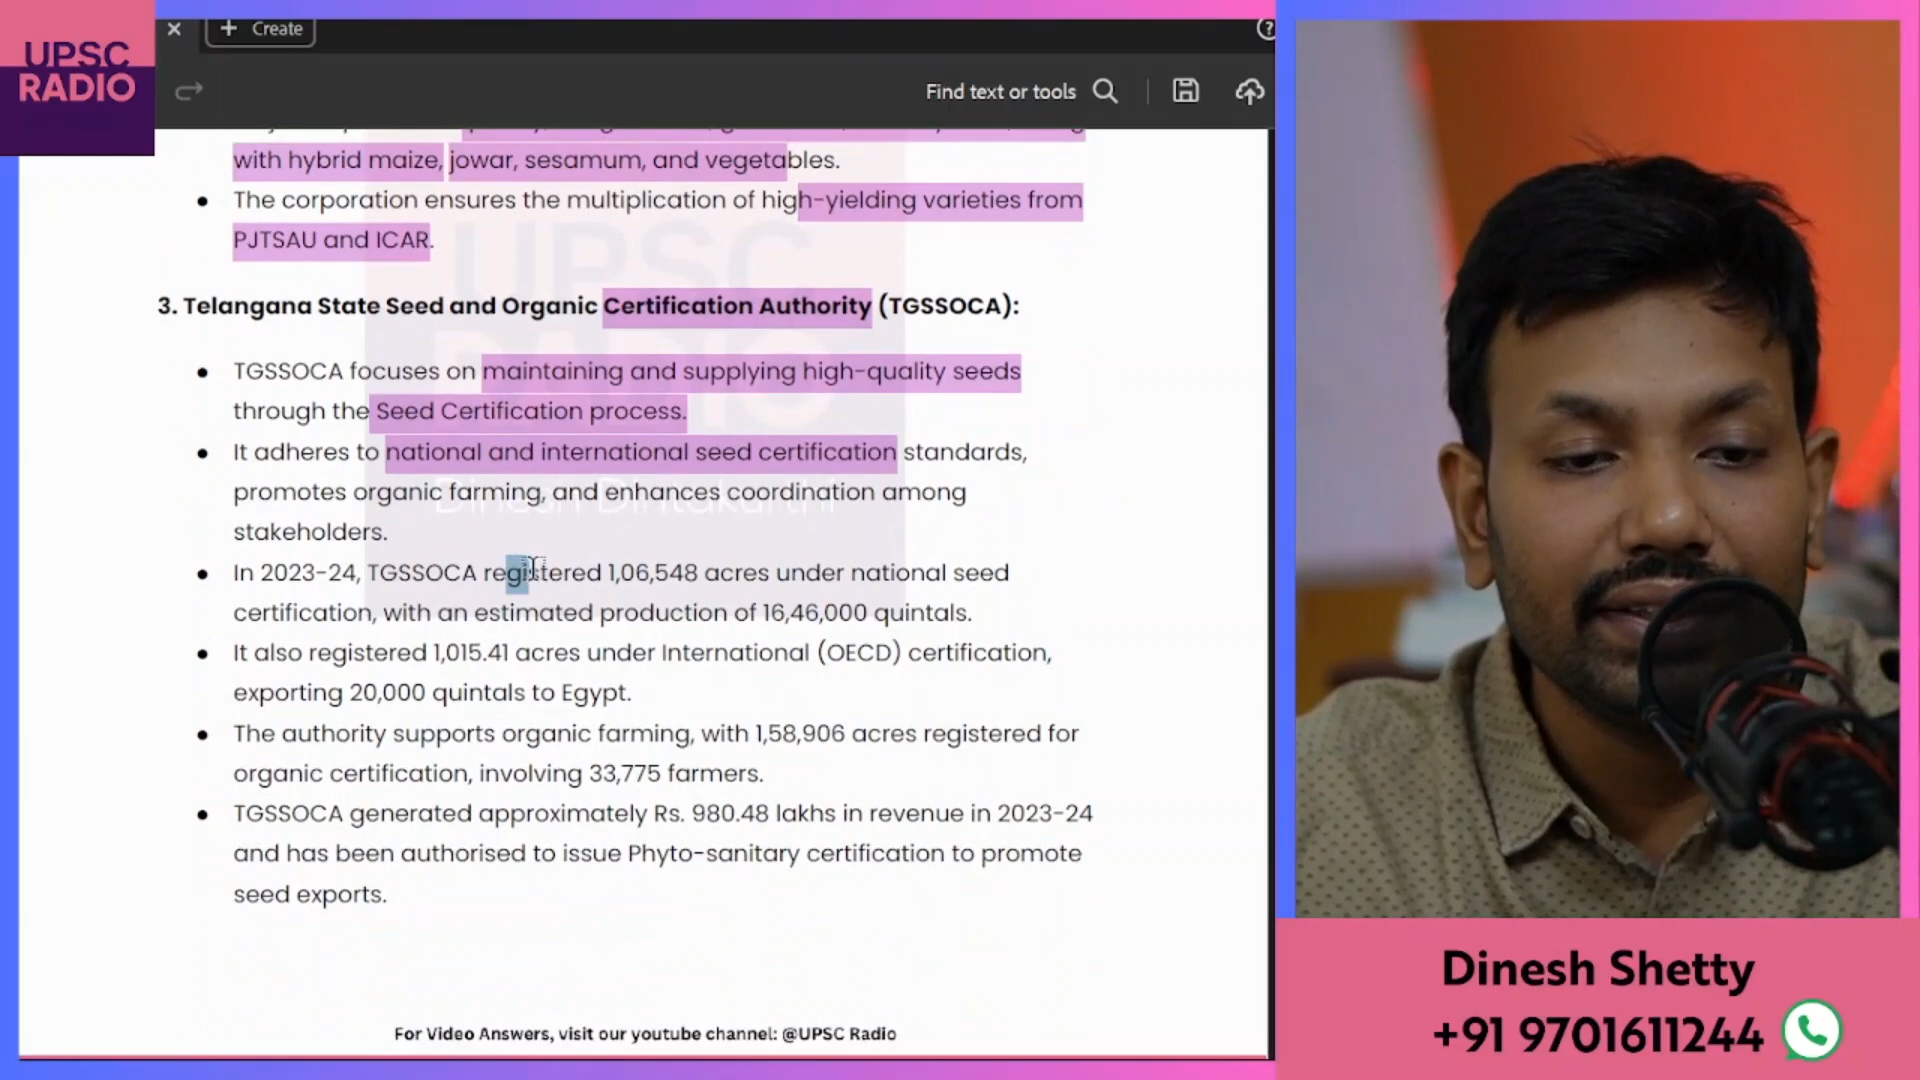 UPSC
RADIO
+ Create
Find text or tools
with hybrid maize, jowar, sesamum, and vegetables.
• The corporation ensures the multiplication of high-yielding varieties from
PJTSAU and ICAR.
3. Telangana State Seed and Organic Certification Authority (TGSSOCA):
• TGSSOCA focuses on maintaining and supplying high-quality seeds
through the Seed Certification process.
• It adheres to national and international seed certification standards,
promotes organic farming, and enhances coordination among
stakeholders.
• In 2023-24, TGSSOCA registered 1,06,548 acres under national seed
certification, with an estimated production of 16,46,000 quintals.
• It also registered 1,015.41 acres under International (OECD) certification,
exporting 20,000 quintals to Egypt.
• The authority supports organic farming, with 1,58,906 acres registered for
organic certification, involving 33,775 farmers.
• TGSSOCA generated approximately Rs. 980.48 lakhs in revenue in 2023-24
and has been authorised to issue Phyto-sanitary certification to promote
seed exports.
For Video Answers, visit our youtube channel: @UPSC Radio
UPSC
RADIO
Dinesh Dintakurthi
Dinesh Shetty
+91 9701611244